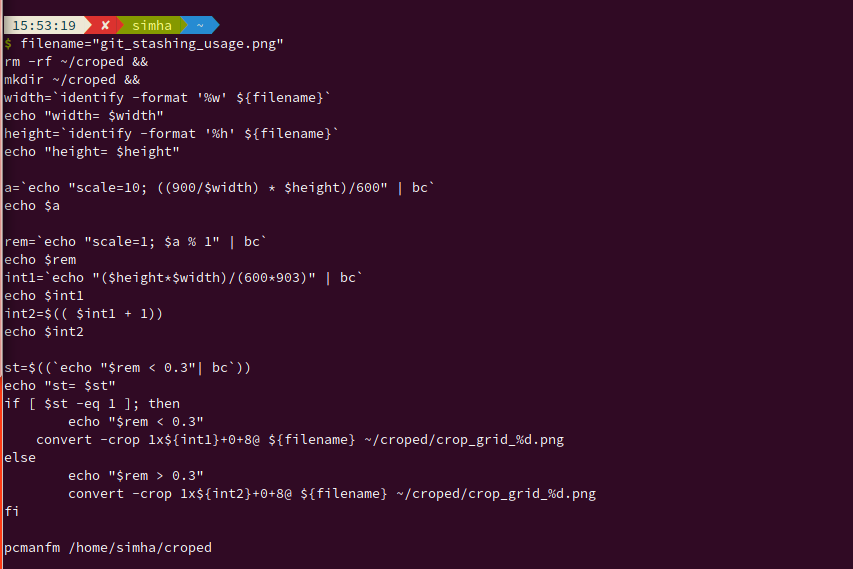 15:53:19 ✘ simha ~
$ filename="git_stashing_usage.png"
rm -rf ~/croped &&
mkdir ~/croped &&
width=`identify -format '%w' ${filename}`
echo "width= $width"
height=`identify -format '%h' ${filename}`
echo "height= $height"
a=`echo "scale=10; ((900/$width) * $height)/600" | bc`
echo $a
rem=`echo "scale=1; $a % 1" | bc`
echo $rem
int1=`echo "($height*$width)/(600*903)" | bc`
echo $int1
int2=$(( $int1 + 1))
echo $int2
st=$((`echo "$rem < 0.3"| bc`))
echo "st= $st"
if [ $st -eq 1 ]; then
echo "$rem < 0.3"
convert -crop 1x${int1}+0+8@ ${filename} ~/croped/crop_grid_%d.png
else
echo "$rem > 0.3"
convert -crop 1x${int2}+0+8@ ${filename} ~/croped/crop_grid_%d.png
fi
pcmanfm /home/simha/croped